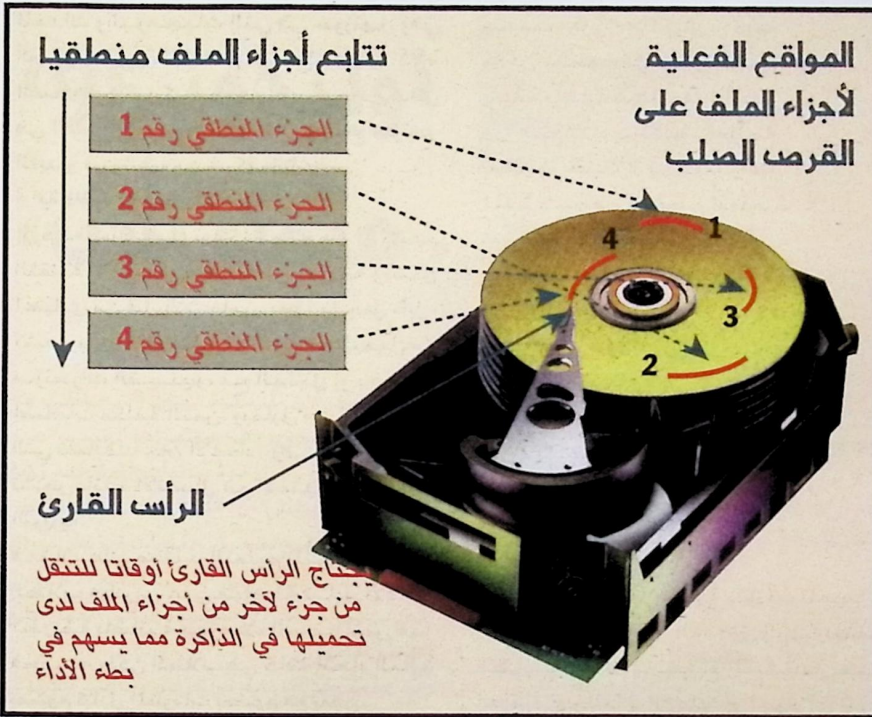 المواقع الفعلية
لأجزاء الملف على
القرص الصلب
تتابع أجزاء الملف منطقيا
الجزء المنطقي رقم 1
الجزء المنطقي رقم 2
الجزء المنطقي رقم 3
الجزء المنطقي رقم 4
1
4
3
2
الرأس القارئ
يحتاج الرأس القارئ أوقاتا للتنقل
من جزء لآخر من أجزاء الملف لدى
تحميلها في الذاكرة مما يسهم في
بطء الأداء